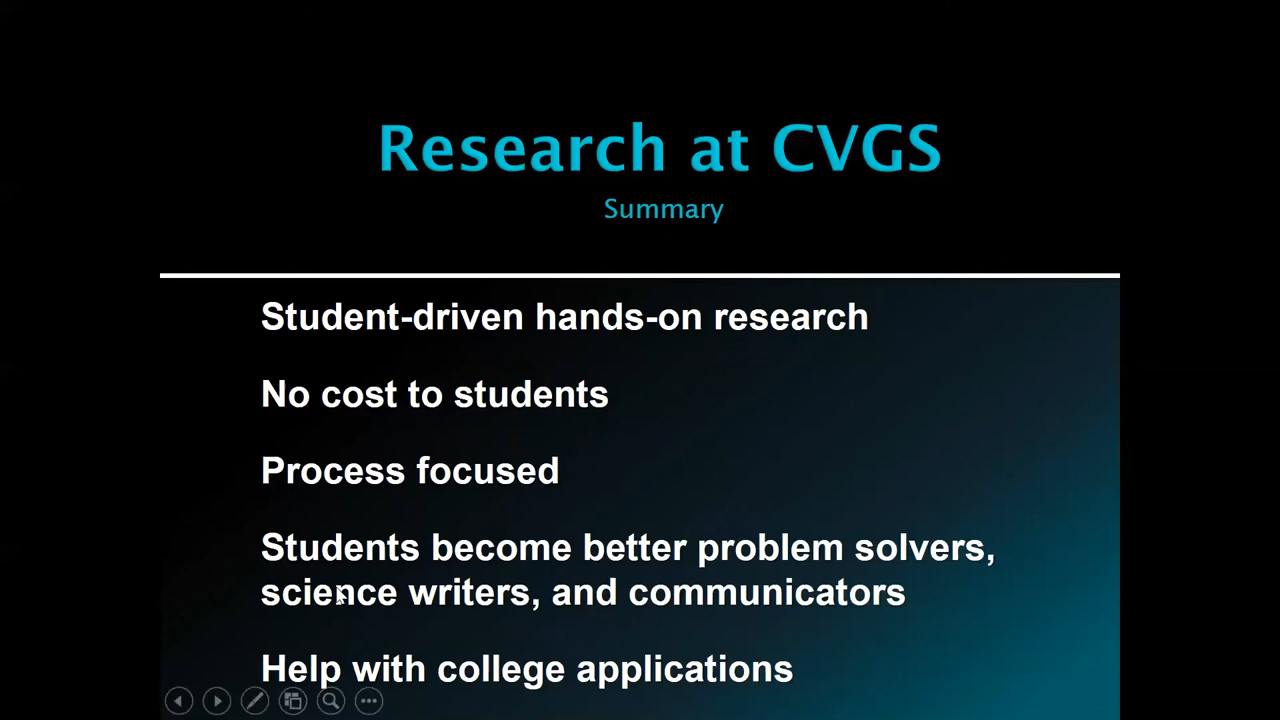 Research at CVGS
Summary
Student-driven hands-on research
No cost to students
Process focused
Students become better problem solvers,
science writers, and communicators
Help with college applications